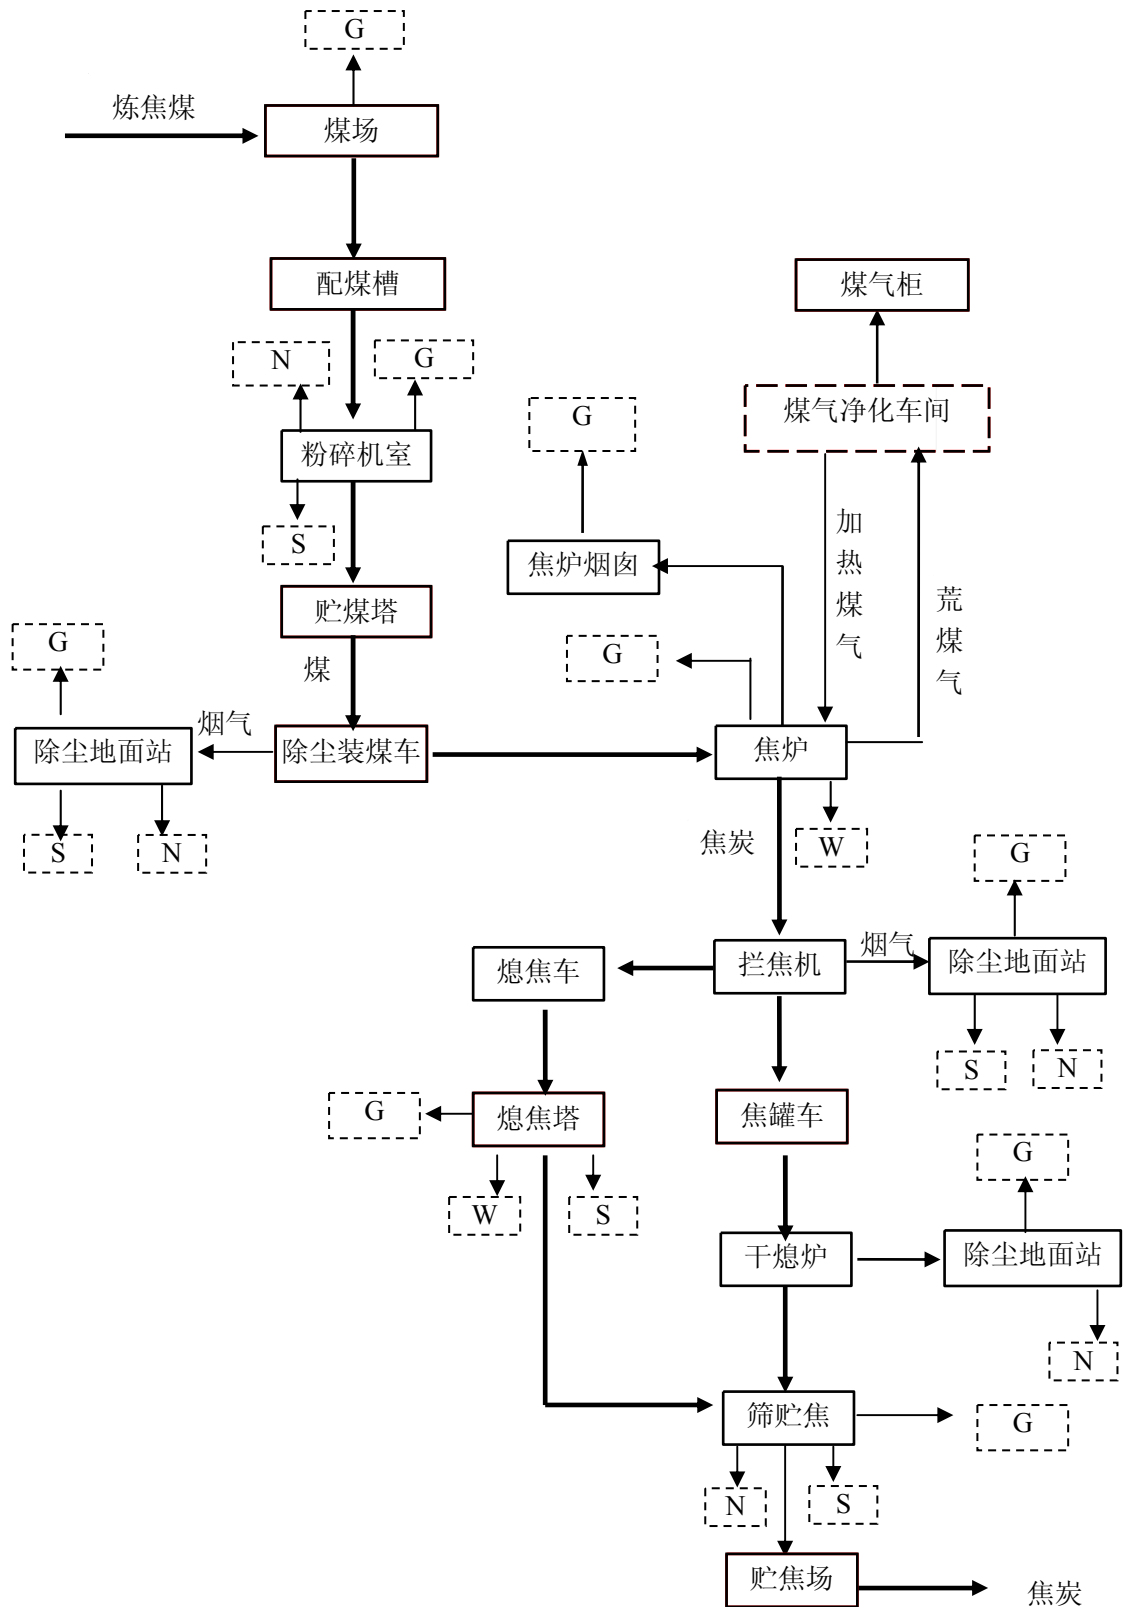 G
炼焦煤
煤场
配煤槽
煤气柜
N
G
G
煤气净化车间
粉碎机室
S
焦炉烟囱
加热煤气
荒煤气
贮煤塔
G
煤
G
烟气
除尘地面站
除尘装煤车
焦炉
S
N
焦炭
W
G
熄焦车
拦焦机
烟气
除尘地面站
S
N
G
熄焦塔
焦罐车
W
S
G
干熄炉
除尘地面站
N
筛贮焦
G
N
S
贮焦场
焦炭